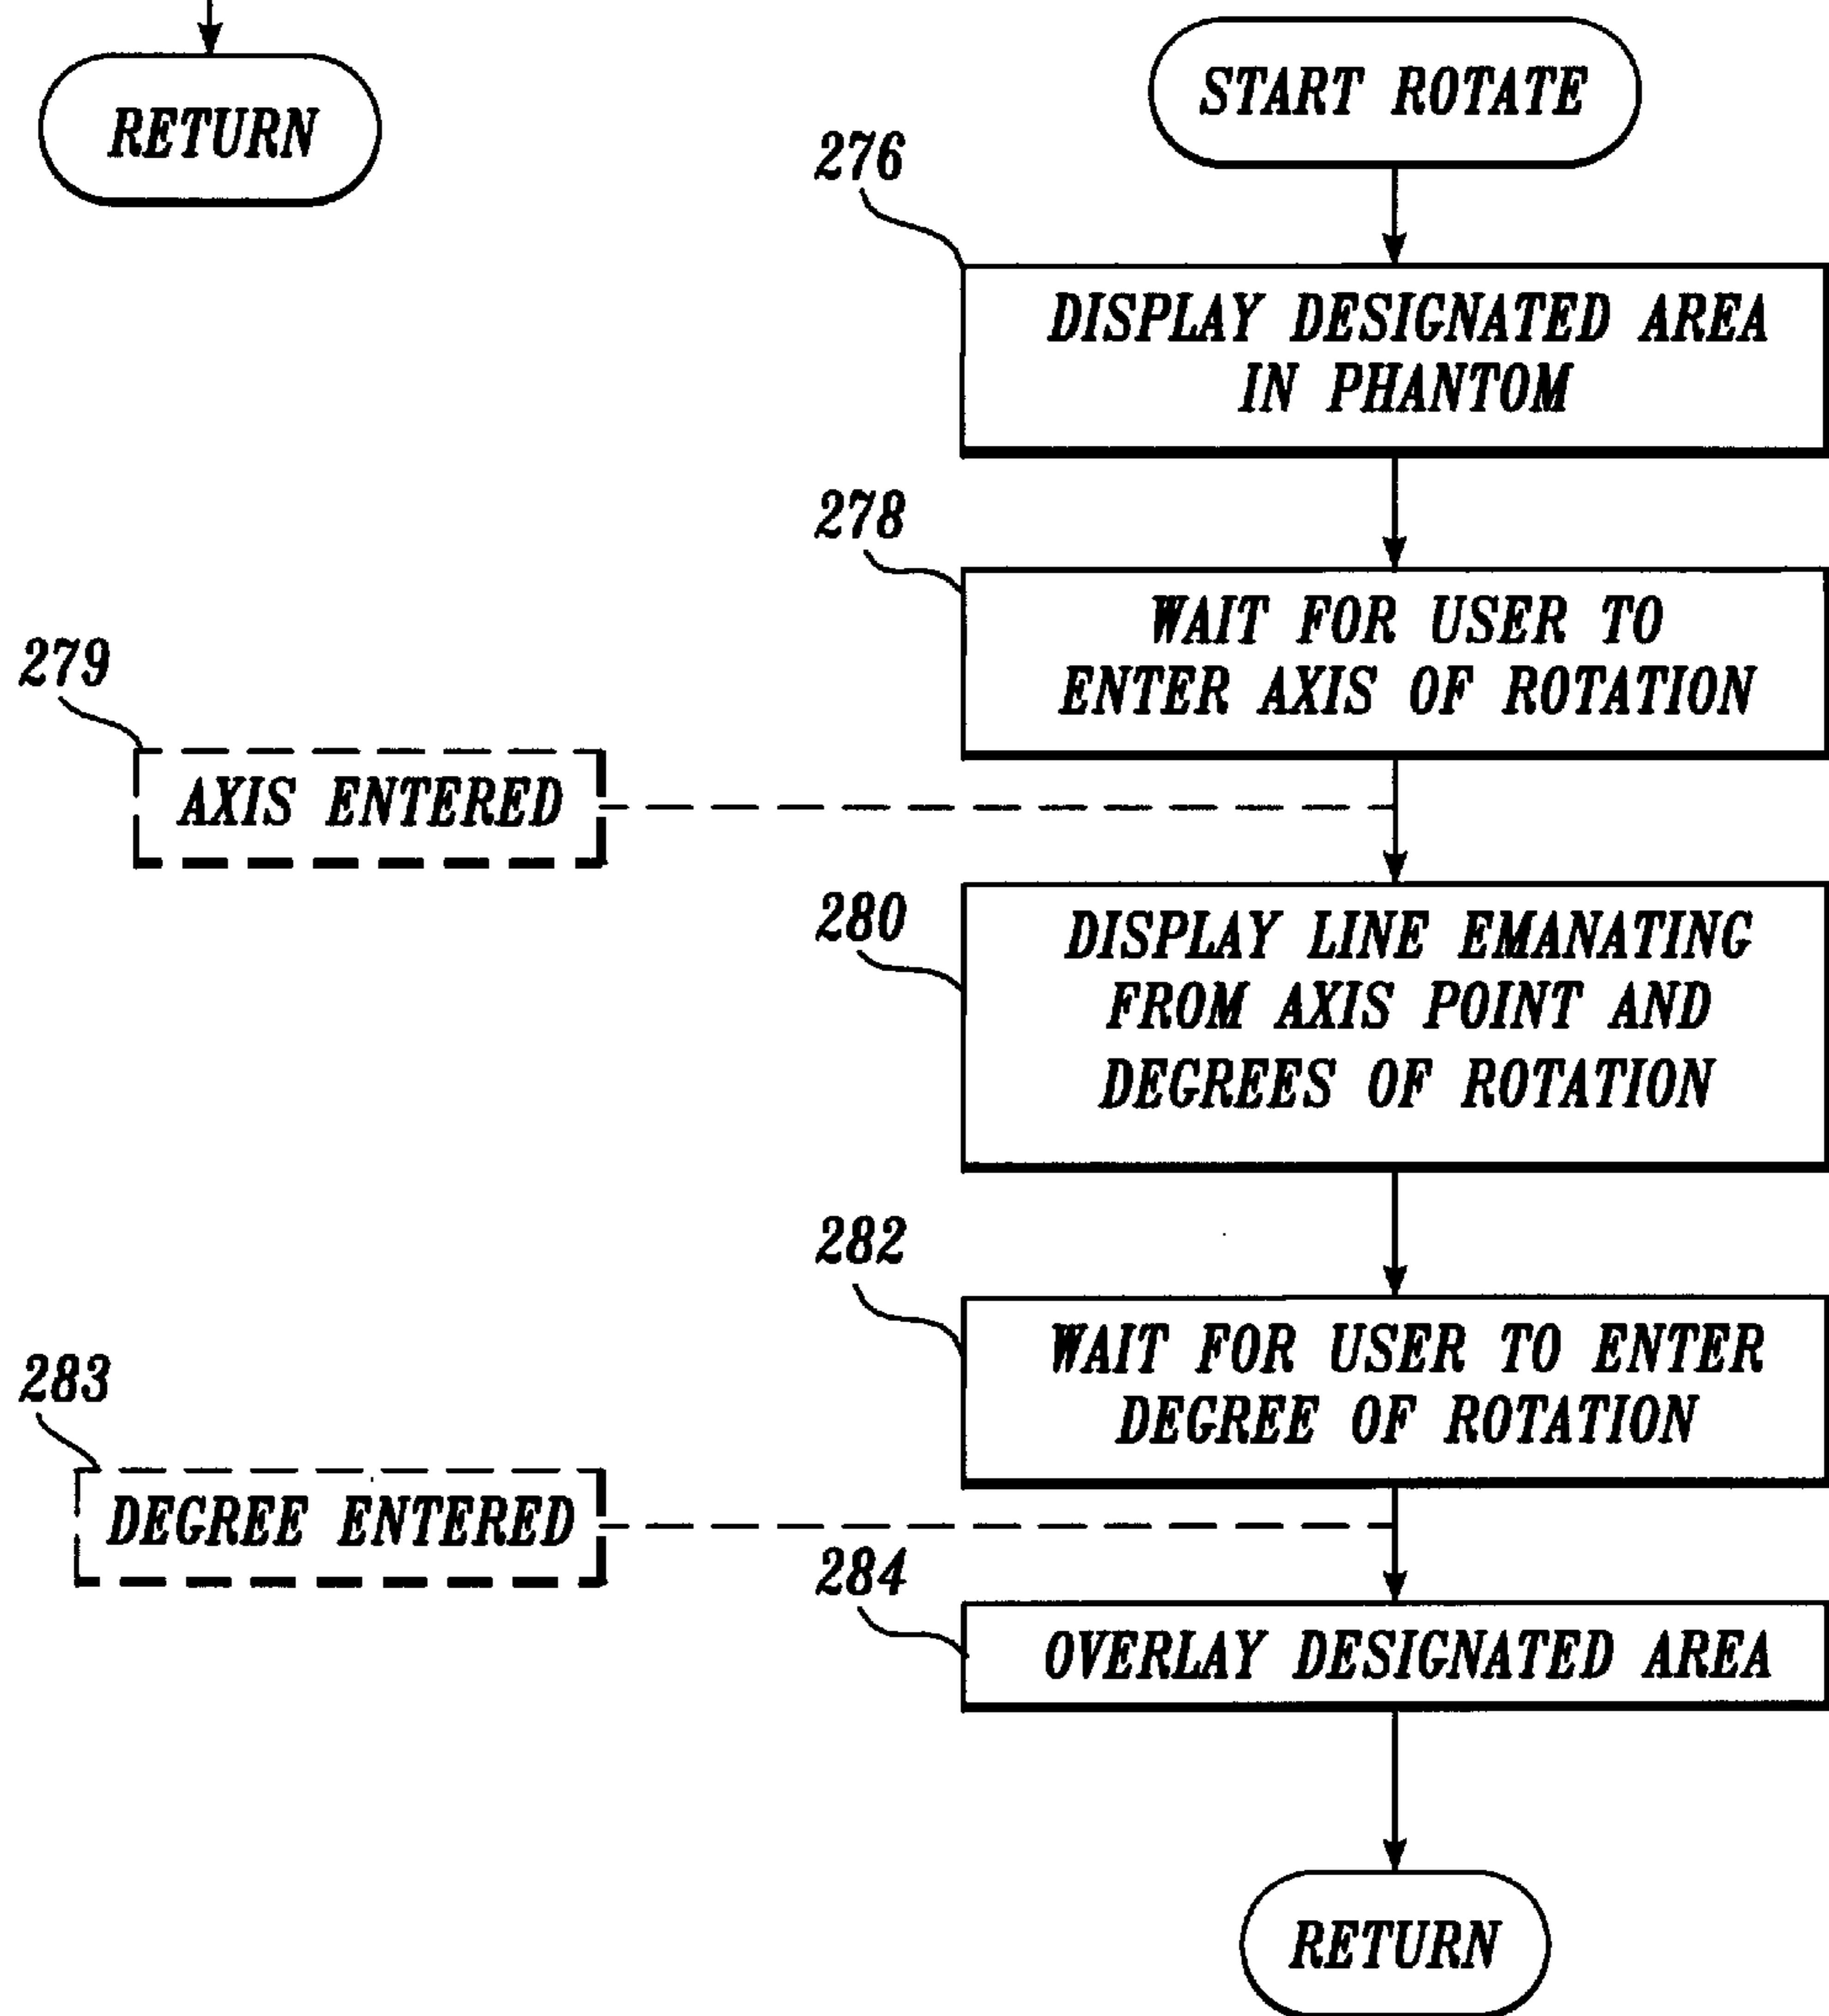 RETURN
START ROTATE
276
DISPLAY DESIGNATED AREA
IN PHANTOM
278
WAIT FOR USER TO
ENTER AXIS OF ROTATION
279
AXIS ENTERED
280
DISPLAY LINE EMANATING
FROM AXIS POINT AND
DEGREES OF ROTATION
282
WAIT FOR USER TO ENTER
DEGREE OF ROTATION
283
DEGREE ENTERED
284
OVERLAY DESIGNATED AREA
RETURN